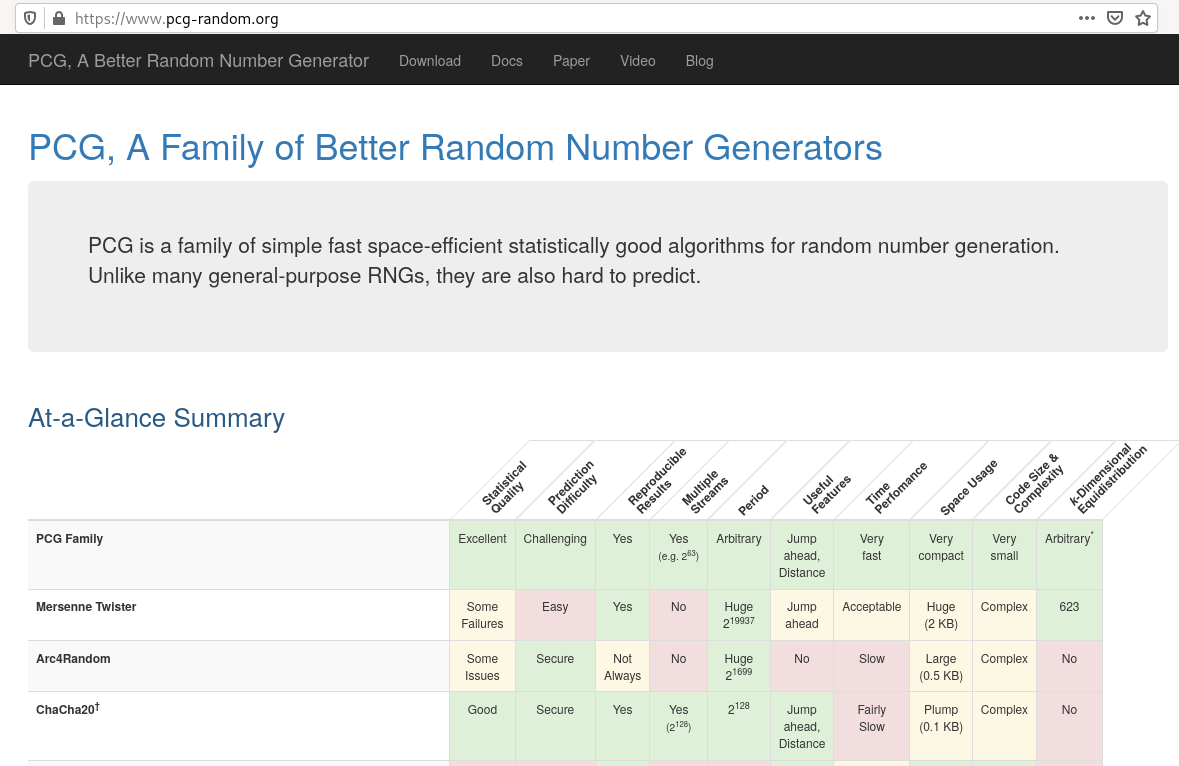 https://www.pcg-random.org
PCG, A Better Random Number Generator Download Docs Paper Video Blog
PCG, A Family of Better Random Number Generators
PCG is a family of simple fast space-efficient statistically good algorithms for random number generation.
Unlike many general-purpose RNGs, they are also hard to predict.
At-a-Glance Summary
Statistical Quality Prediction Difficulty Reproducible Results Multiple Streams Period Useful Features Time Perfomance Space Usage Code Size & Complexity k-Dimensional Equidistribution
PCG Family Excellent Challenging Yes Yes (e.g. 2^63) Arbitrary Jump ahead, Distance Very fast Very compact Very small Arbitrary*
Mersenne Twister Some Failures Easy Yes No Huge 2^19937 Jump ahead Acceptable Huge (2 KB) Complex 623
Arc4Random Some Issues Secure Not Always No Huge 2^1699 No Slow Large (0.5 KB) Complex No
ChaCha20† Good Secure Yes Yes (2^128) 2^128 Jump ahead, Distance Fairly Slow Plump (0.1 KB) Complex No